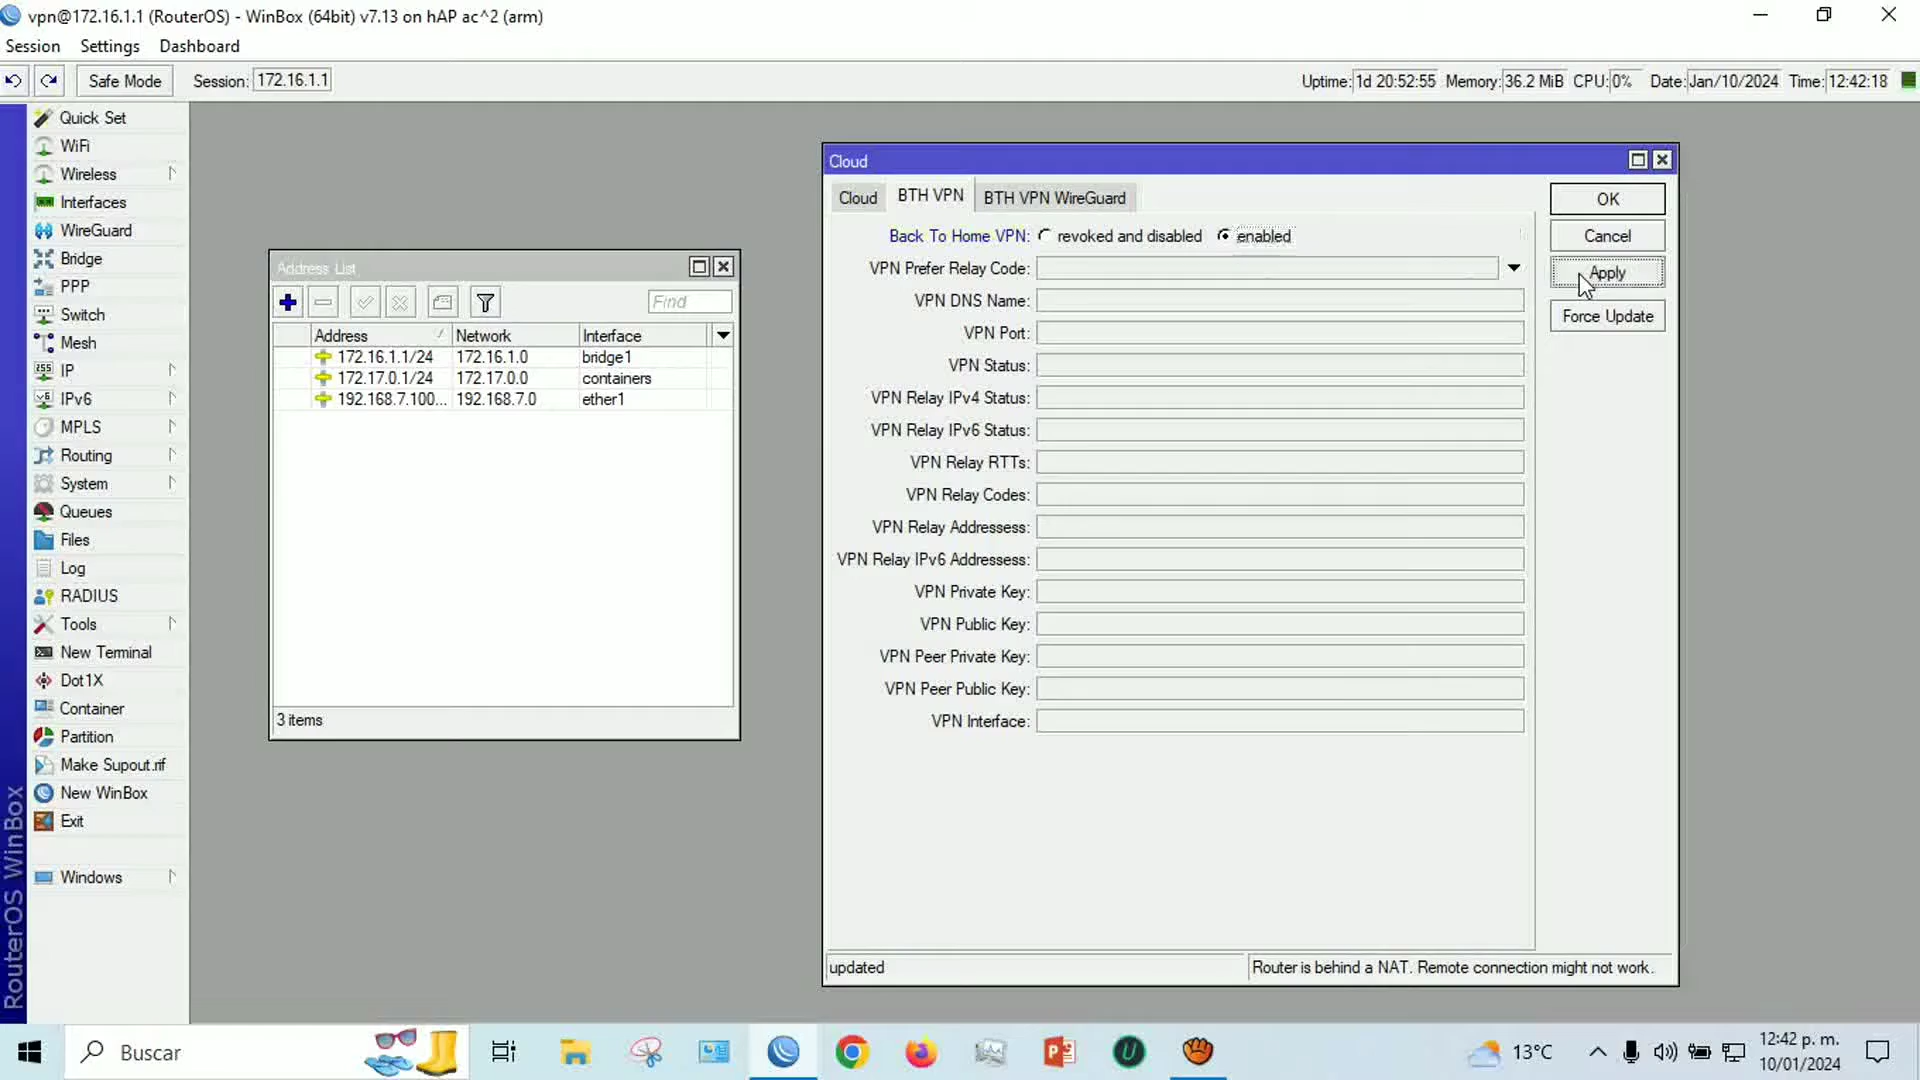 vpn@172.16.1.1 (RouterOS) - WinBox (64bit) v7.13 on hAP ac^2 (arm)
Session Settings Dashboard
Safe Mode Session: 172.16.1.1 Uptime: 1d 20:52:55 Memory: 36.2 MiB CPU: 0% Date: Jan/10/2024 Time: 12:42:18
Quick Set
WiFi
Wireless
Interfaces
WireGuard
Bridge
PPP
Switch
Mesh
IP
IPv6
MPLS
Routing
System
Queues
Files
Log
RADIUS
Tools
New Terminal
Dot1X
Container
Partition
Make Supout.rif
New WinBox
Exit
Windows
RouterOS WinBox
Address List
Find
Address Network Interface
172.16.1.1/24 172.16.1.0 bridge1
172.17.0.1/24 172.17.0.0 containers
192.168.7.100... 192.168.7.0 ether1
3 items
Cloud
Cloud BTH VPN BTH VPN WireGuard
Back To Home VPN: revoked and disabled enabled
VPN Prefer Relay Code:
VPN DNS Name:
VPN Port:
VPN Status:
VPN Relay IPv4 Status:
VPN Relay IPv6 Status:
VPN Relay RTTs:
VPN Relay Codes:
VPN Relay Addressess:
VPN Relay IPv6 Addressess:
VPN Private Key:
VPN Public Key:
VPN Peer Private Key:
VPN Peer Public Key:
VPN Interface:
OK
Cancel
Apply
Force Update
updated Router is behind a NAT. Remote connection might not work.
Buscar
13°C
12:42 p. m.
10/01/2024